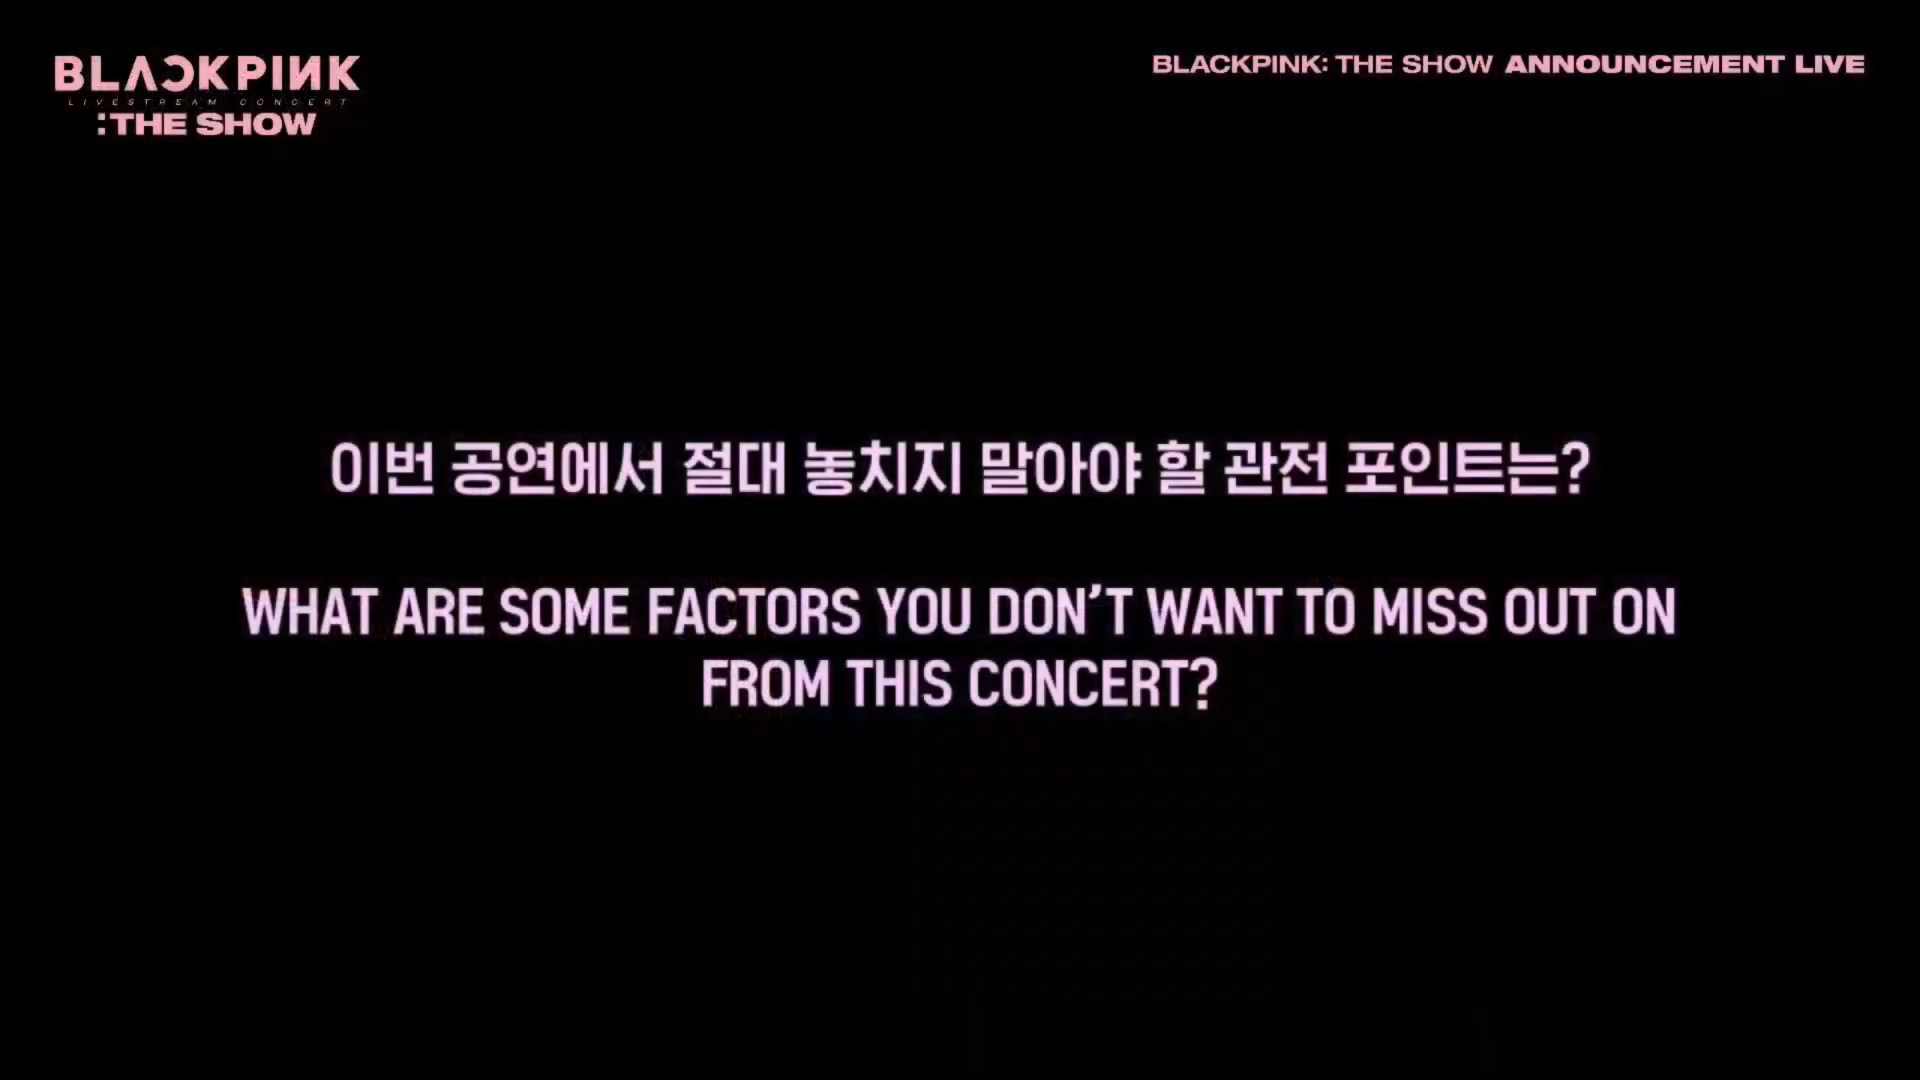 BLACKPINK
LIVESTREAM CONCERT
:THE SHOW
BLACKPINK: THE SHOW ANNOUNCEMENT LIVE
이번 공연에서 절대 놓치지 말아야 할 관전 포인트는?
WHAT ARE SOME FACTORS YOU DON'T WANT TO MISS OUT ON
FROM THIS CONCERT?